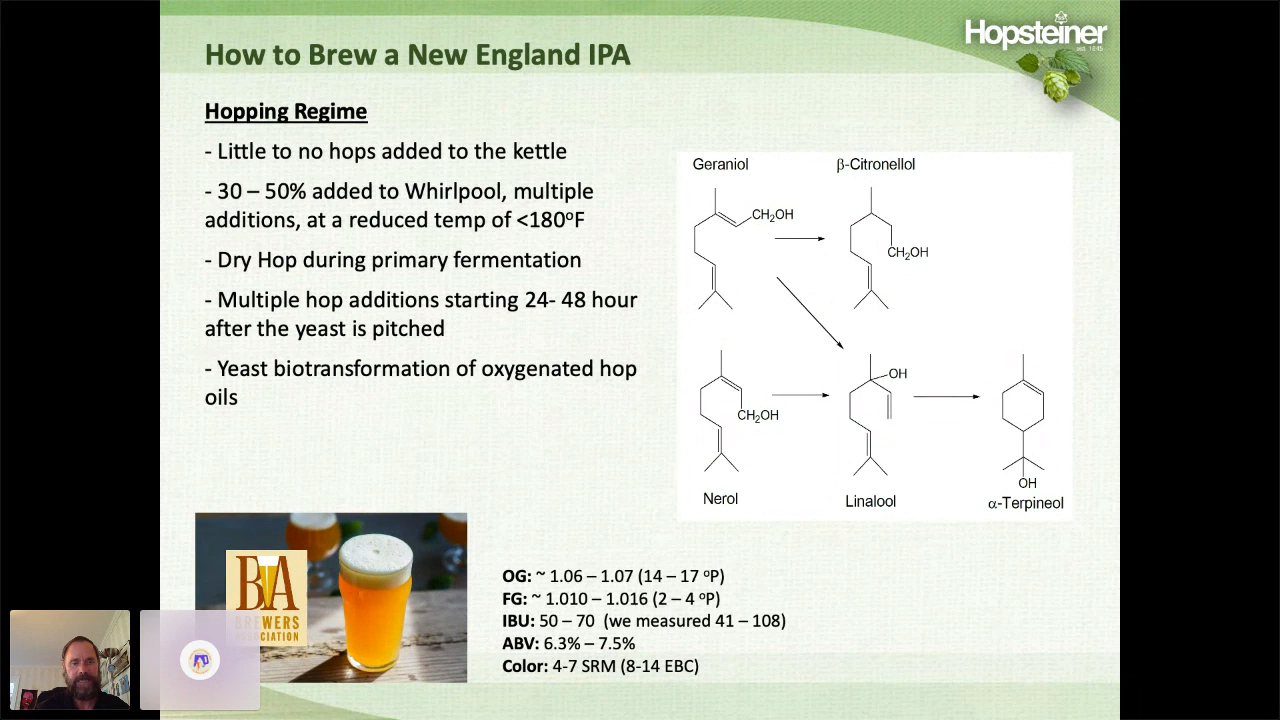 Hopsteiner
est. 1845
How to Brew a New England IPA
Hopping Regime
- Little to no hops added to the kettle
- 30 – 50% added to Whirlpool, multiple
additions, at a reduced temp of <180°F
- Dry Hop during primary fermentation
- Multiple hop additions starting 24- 48 hour
after the yeast is pitched
- Yeast biotransformation of oxygenated hop
oils
Geraniol
β-Citronellol
CH₂OH
CH₂OH
OH
CH₂OH
Nerol
Linalool
OH
α-Terpineol
BA
BREWERS
ASSOCIATION
OG: ~ 1.06 – 1.07 (14 – 17 °P)
FG: ~ 1.010 – 1.016 (2 – 4 °P)
IBU: 50 – 70 (we measured 41 – 108)
ABV: 6.3% – 7.5%
Color: 4-7 SRM (8-14 EBC)